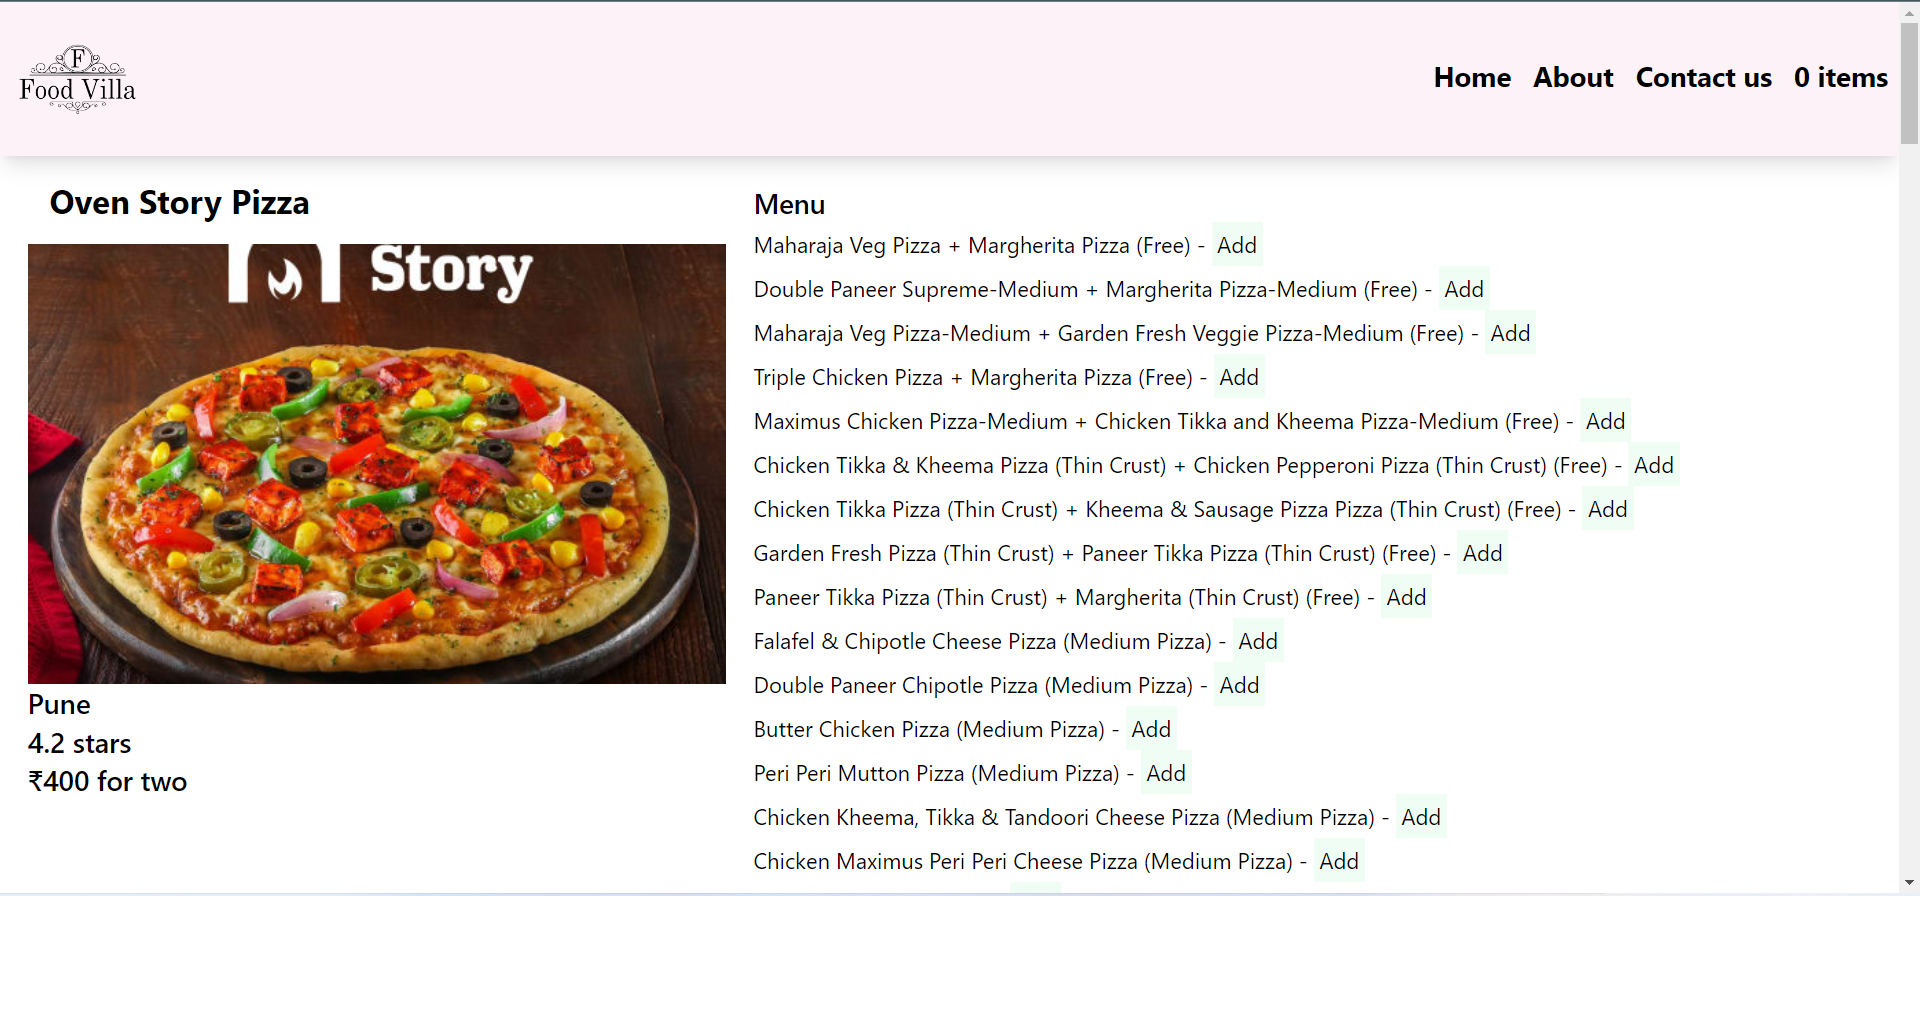 F
Food Villa
Home About Contact us 0 items
Oven Story Pizza
Story
Pune
4.2 stars
₹400 for two
Menu
Maharaja Veg Pizza + Margherita Pizza (Free) - Add
Double Paneer Supreme-Medium + Margherita Pizza-Medium (Free) - Add
Maharaja Veg Pizza-Medium + Garden Fresh Veggie Pizza-Medium (Free) - Add
Triple Chicken Pizza + Margherita Pizza (Free) - Add
Maximus Chicken Pizza-Medium + Chicken Tikka and Kheema Pizza-Medium (Free) - Add
Chicken Tikka & Kheema Pizza (Thin Crust) + Chicken Pepperoni Pizza (Thin Crust) (Free) - Add
Chicken Tikka Pizza (Thin Crust) + Kheema & Sausage Pizza Pizza (Thin Crust) (Free) - Add
Garden Fresh Pizza (Thin Crust) + Paneer Tikka Pizza (Thin Crust) (Free) - Add
Paneer Tikka Pizza (Thin Crust) + Margherita (Thin Crust) (Free) - Add
Falafel & Chipotle Cheese Pizza (Medium Pizza) - Add
Double Paneer Chipotle Pizza (Medium Pizza) - Add
Butter Chicken Pizza (Medium Pizza) - Add
Peri Peri Mutton Pizza (Medium Pizza) - Add
Chicken Kheema, Tikka & Tandoori Cheese Pizza (Medium Pizza) - Add
Chicken Maximus Peri Peri Cheese Pizza (Medium Pizza) - Add